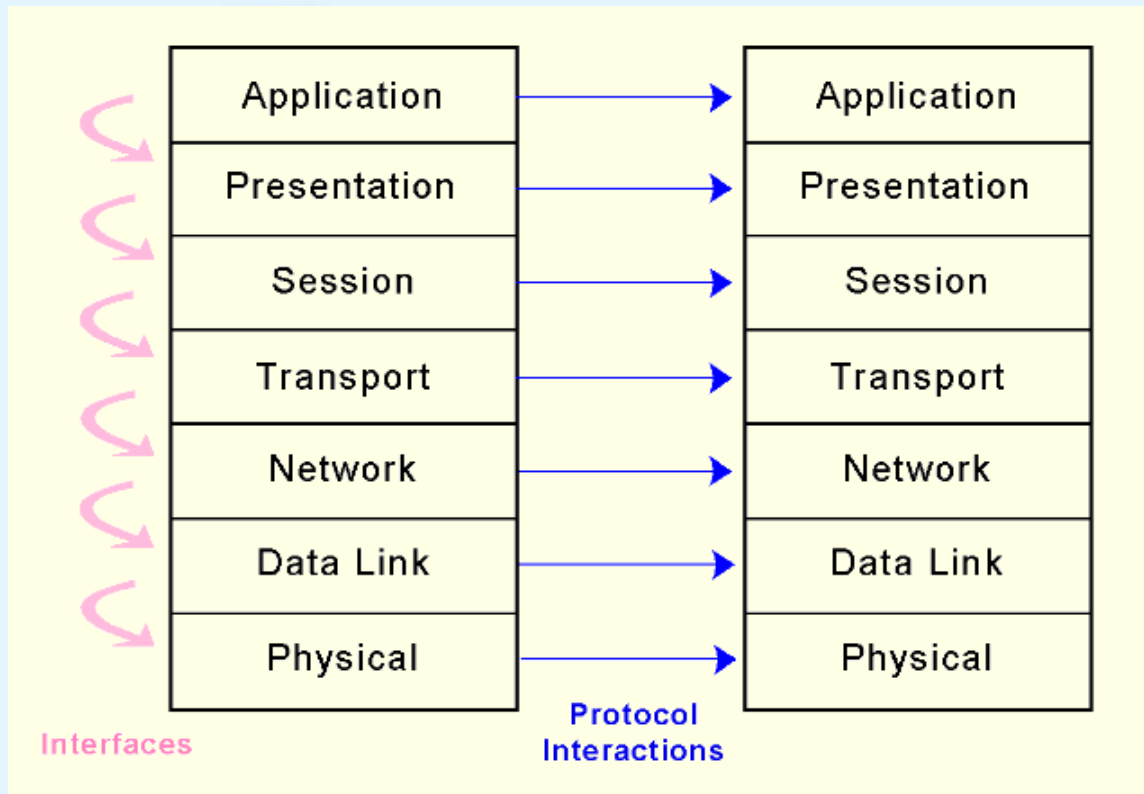 Application
Application
Presentation
Presentation
Session
Session
Transport
Transport
Network
Network
Data Link
Data Link
Physical
Physical
Protocol
Interactions
Interfaces